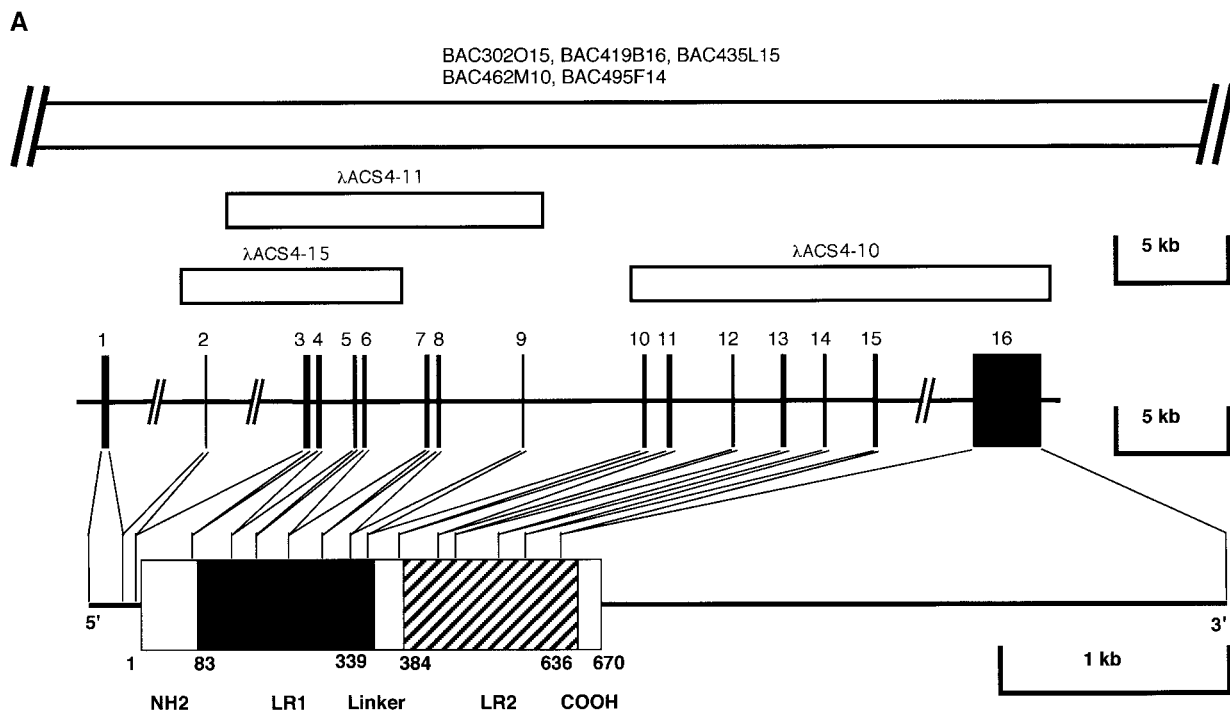 A
BAC302O15, BAC419B16, BAC435L15
BAC462M10, BAC495F14
λACS4-11
λACS4-15
λACS4-10
5 kb
1 2 3 4 5 6 7 8 9 10 11 12 13 14 15 16
5 kb
5' 3'
1 83 339 384 636 670
1 kb
NH2 LR1 Linker LR2 COOH